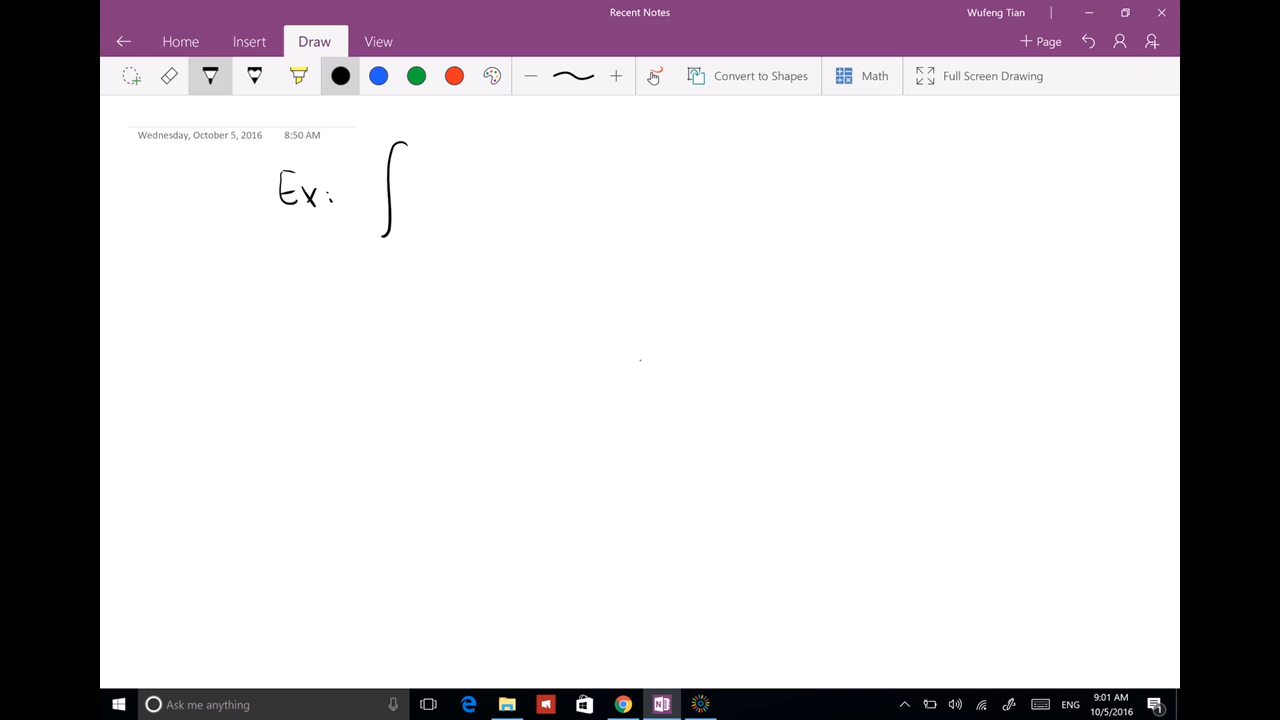 Recent Notes
Wufeng Tian
Home Insert Draw View
Page
Convert to Shapes Math Full Screen Drawing
Wednesday, October 5, 2016 8:50 AM
Ex: ∫
Ask me anything
ENG
9:01 AM
10/5/2016
1